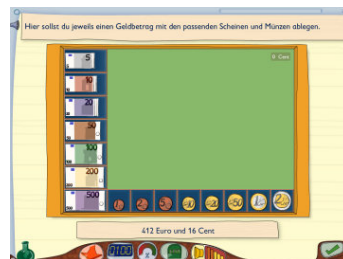 Hier sollst du jeweils einen Geldbetrag mit den passenden Scheinen und Münzen ablegen.
0 Cent
5
10
20
50
100
200
500
412 Euro und 16 Cent